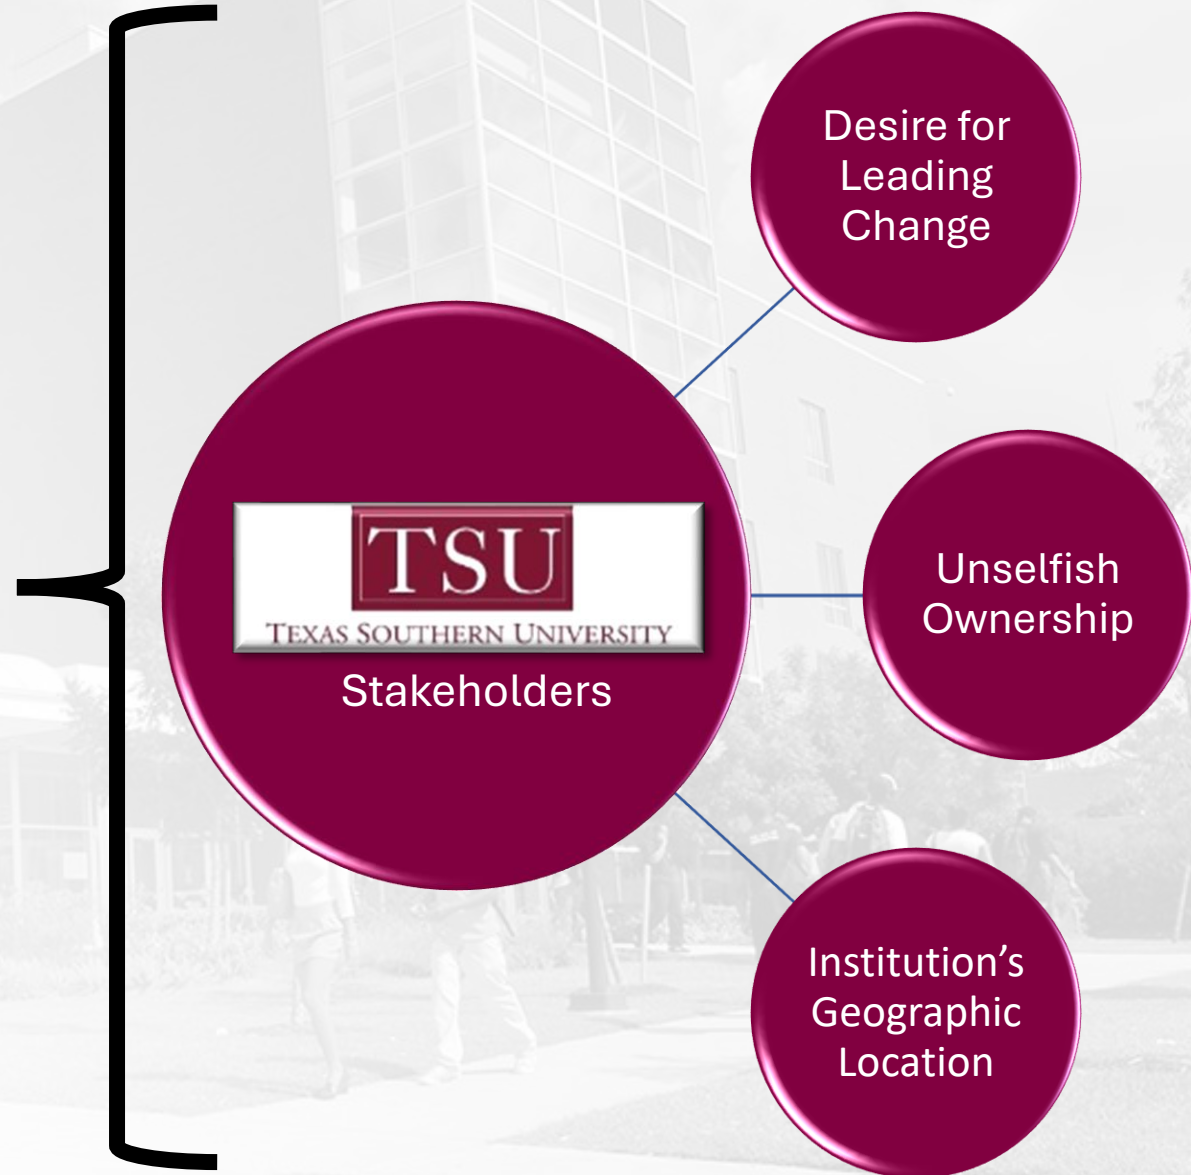 Desire for
Leading
Change
TSU
TEXAS SOUTHERN UNIVERSITY
Stakeholders
Unselfish
Ownership
Institution’s
Geographic
Location